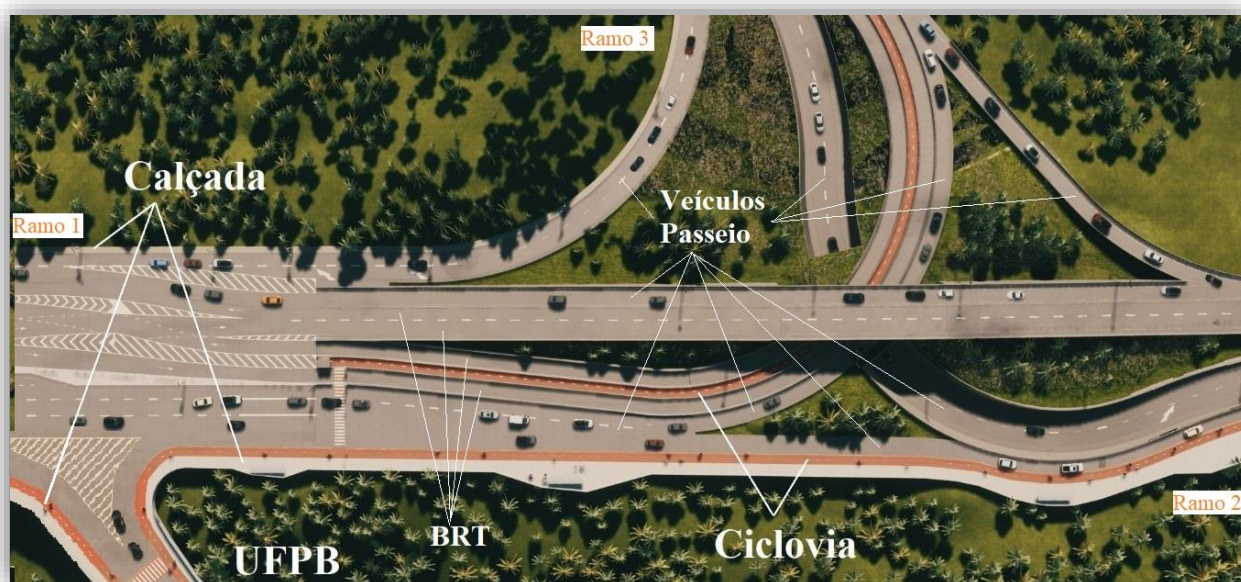 Ramo 3
Calçada
Ramo 1
Veículos
Passeio
Ramo 2
BRT
Ciclovia
UFPB